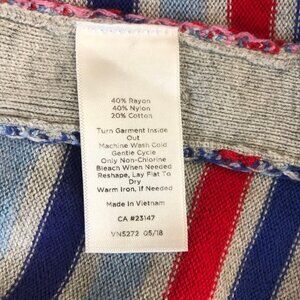 40% Rayon
40% Nylon
20% Cotton
Turn Garment Inside
Out
Machine Wash Cold
Gentle Cycle
Only Non-Chlorine
Bleach When Needed
Reshape, Lay Flat To
Dry
Warm Iron, If Needed
Made In Vietnam
CA #23147
VN5272 05/18